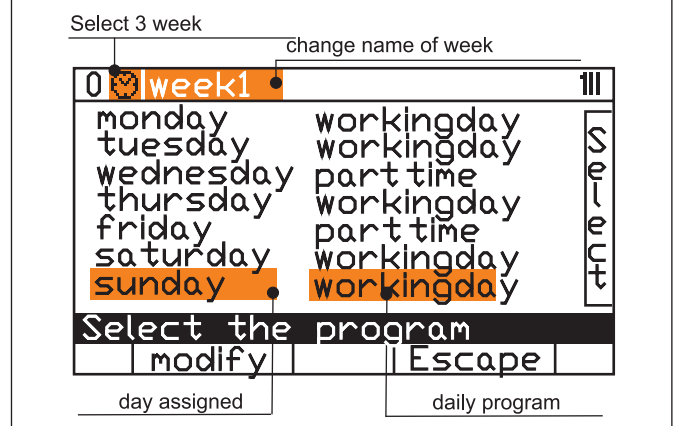 Select 3 week
change name of week
0 week1 1||
monday workingday
tuesday workingday
wednesday part time
thursday workingday
friday part time
saturday workingday
sunday workingday
Select
Select the program
modify Escape
day assigned daily program